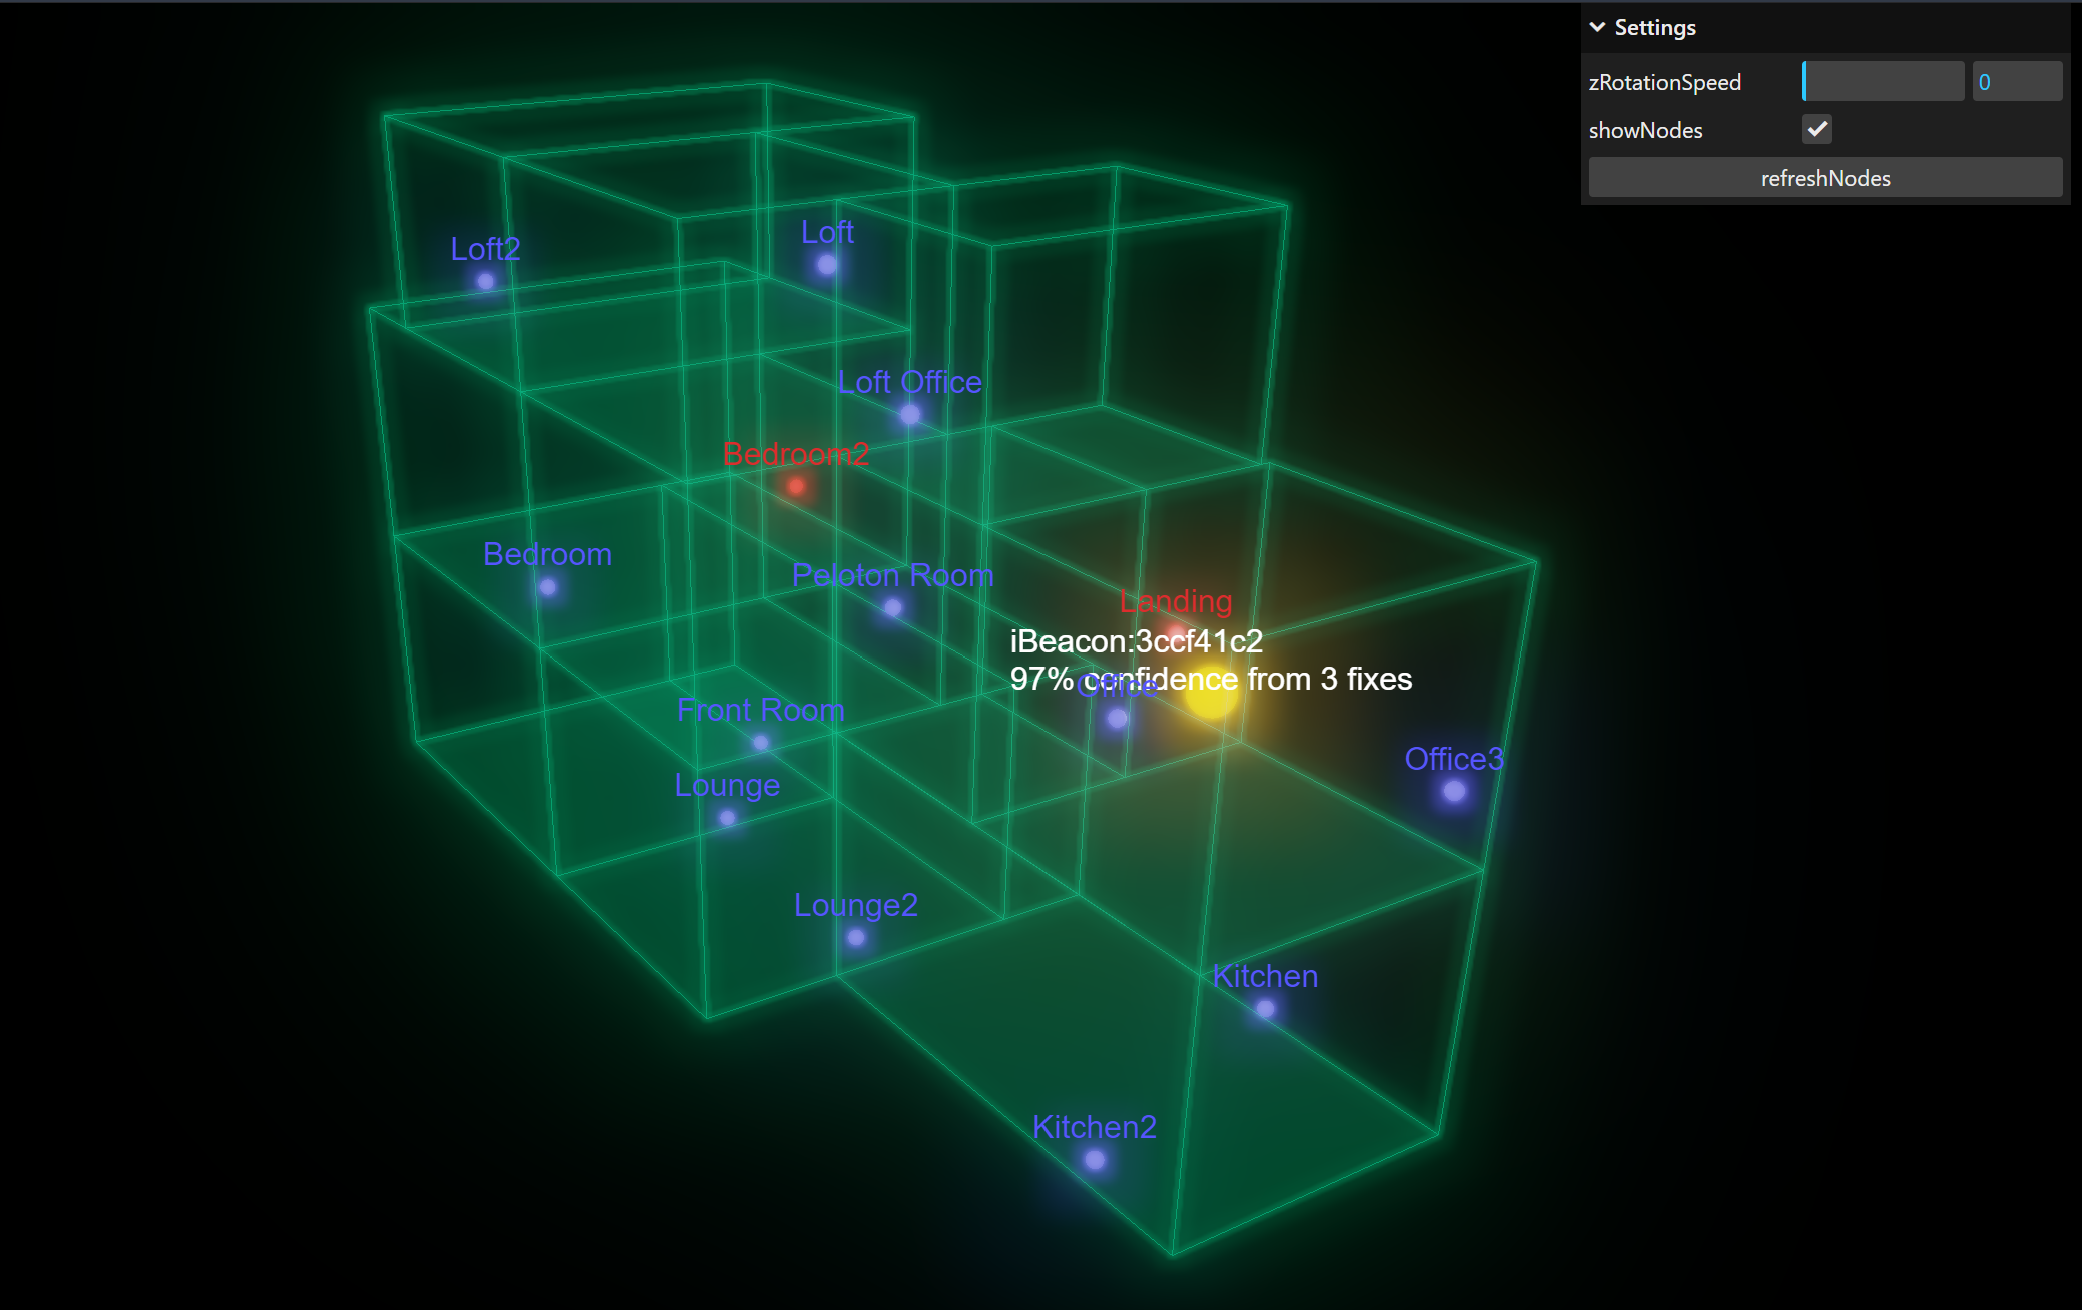 Settings
zRotationSpeed
0
showNodes
refreshNodes
Loft
Loft2
Loft Office
Bedroom2
Bedroom
Peloton Room
Landing
iBeacon:3ccf41c2
97% confidence from 3 fixes
Office
Front Room
Office3
Lounge
Lounge2
Kitchen
Kitchen2